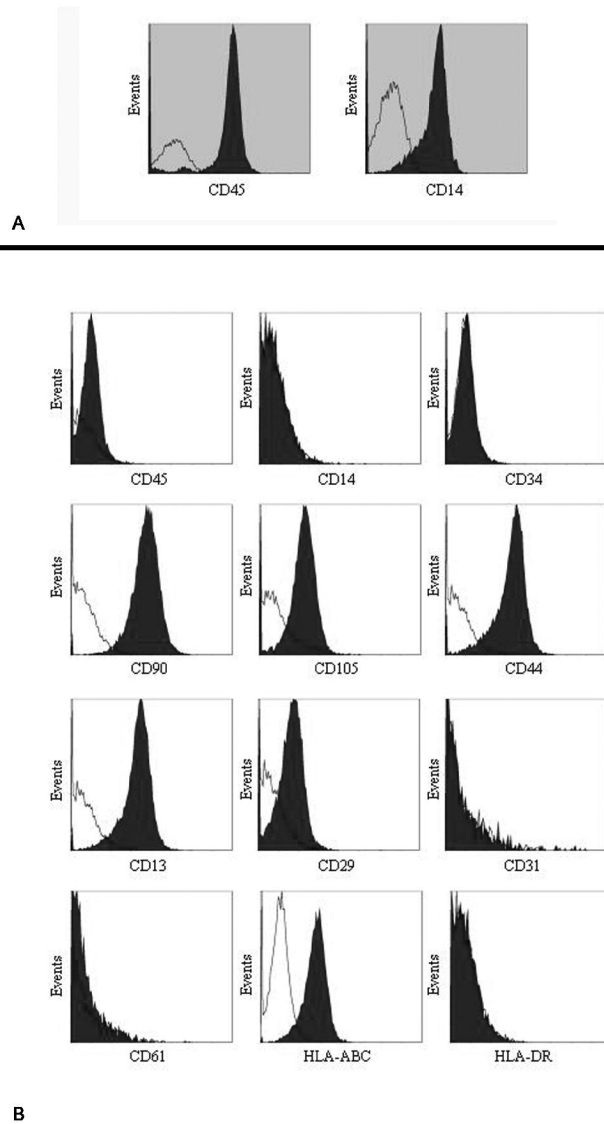 Events
CD45
Events
CD14
A
Events
CD45
Events
CD14
Events
CD34
Events
CD90
Events
CD105
Events
CD44
Events
CD13
Events
CD29
Events
CD31
Events
CD61
Events
HLA-ABC
Events
HLA-DR
B